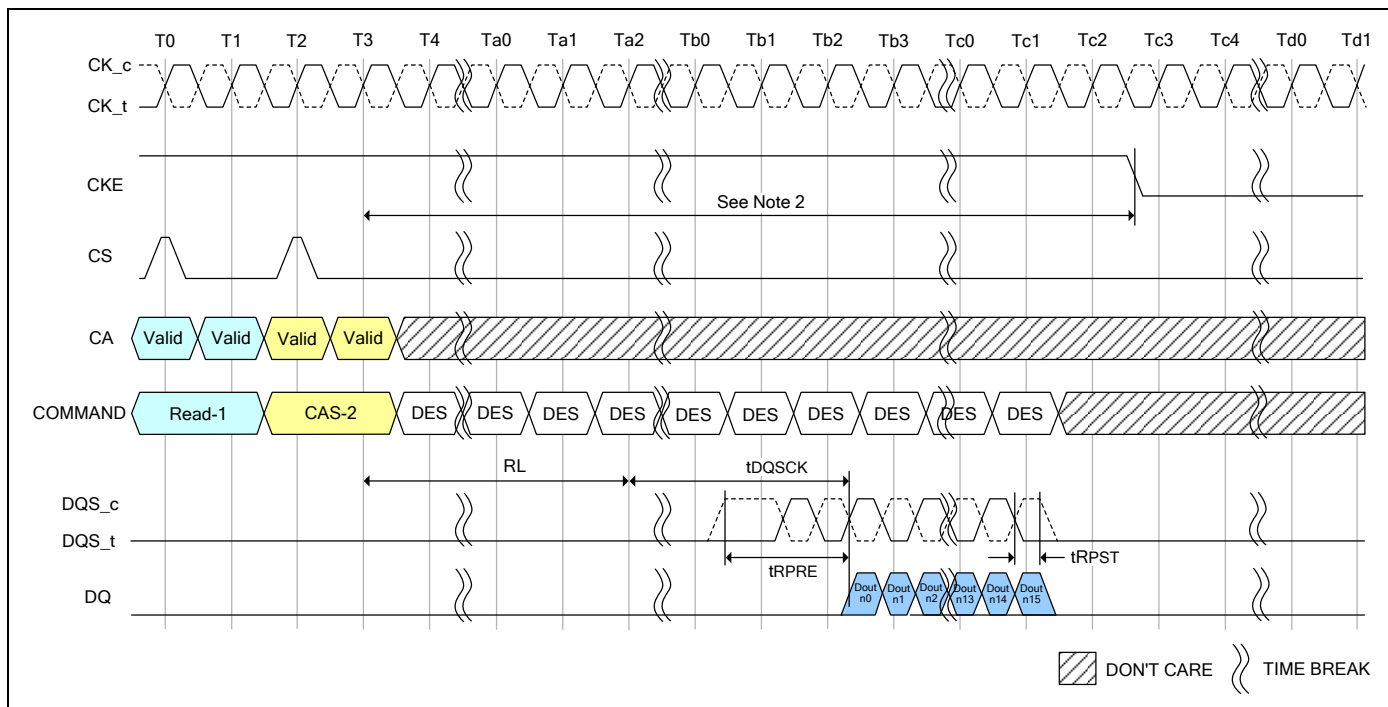 T0 T1 T2 T3 T4 Ta0 Ta1 Ta2 Tb0 Tb1 Tb2 Tb3 Tc0 Tc1 Tc2 Tc3 Tc4 Td0 Td1
CK_c
CK_t
CKE
See Note 2
CS
CA Valid Valid Valid Valid
COMMAND Read-1 CAS-2 DES DES DES DES DES DES DES DES DES DES
RL tDQSCK
DQS_c
DQS_t
tRPRE tRPST
DQ Dout n0 Dout n1 Dout n2 Dout n13 Dout n14 Dout n15
DON'T CARE TIME BREAK